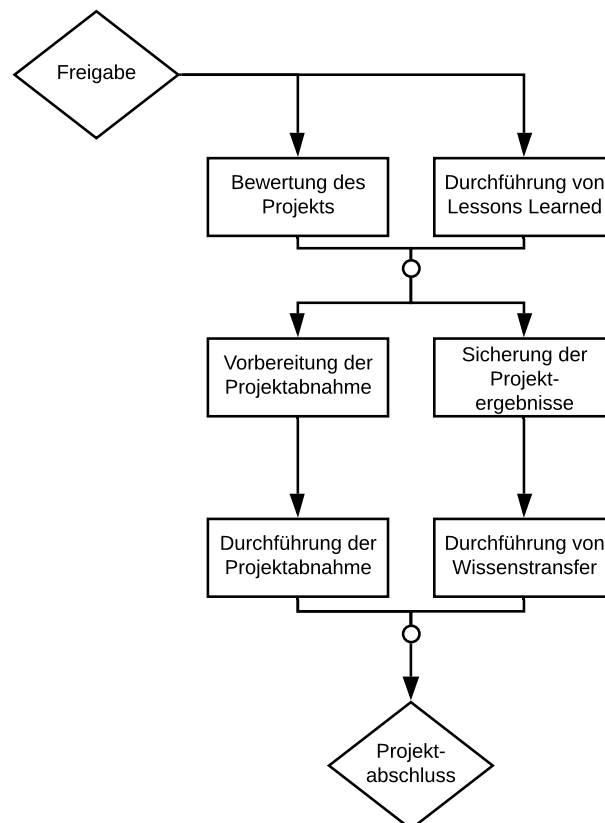 Freigabe
Bewertung des
Projekts
Durchführung von
Lessons Learned
Vorbereitung der
Projektabnahme
Sicherung der
Projekt-
ergebnisse
Durchführung der
Projektabnahme
Durchführung von
Wissenstransfer
Projekt-
abschluss